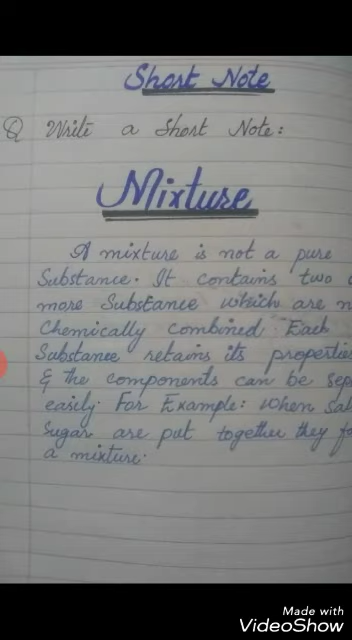 Short Note
Q Write a Short Note:
Mixture
A mixture is not a pure
Substance. It contains two
more Substance which are
Chemically combined. Each
Substance retains its properties
& the components can be
easily. For Example: when
Sugar are put together they
a mixture.
Made with
VideoShow